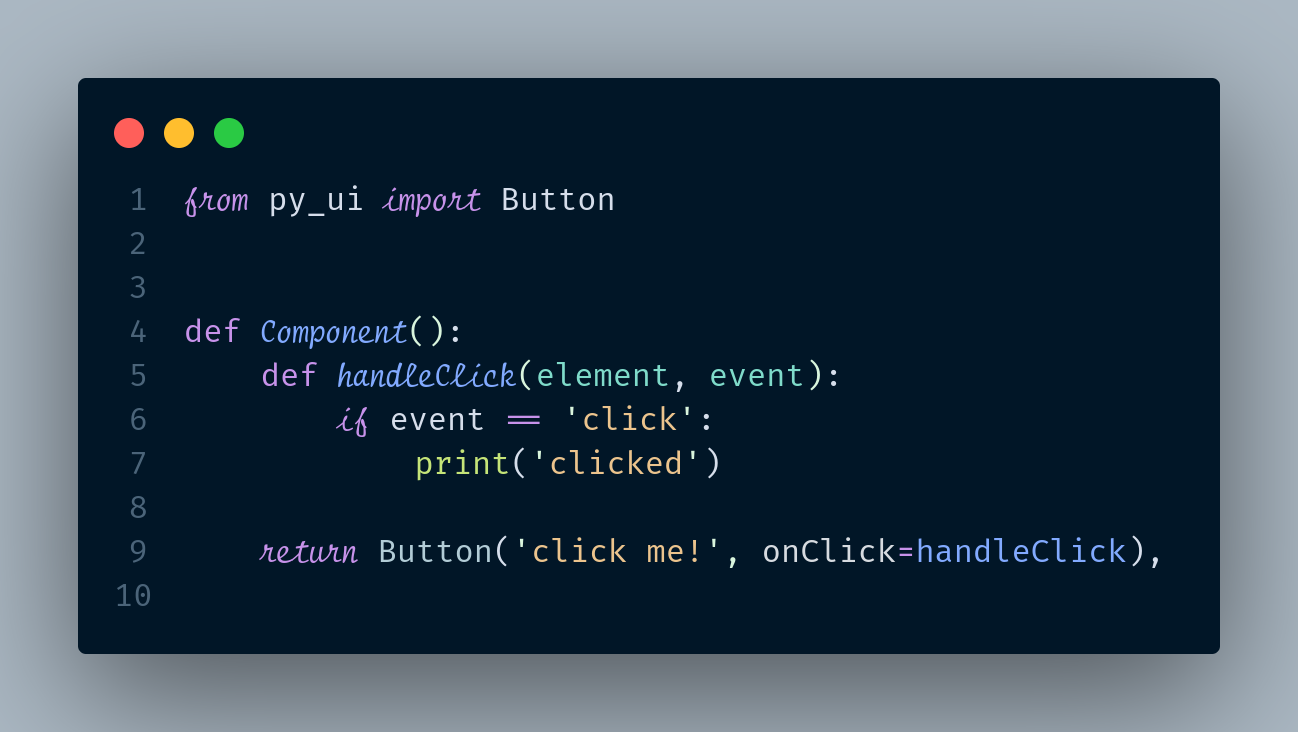 1 from py_ui import Button
2
3
4 def Component():
5     def handleClick(element, event):
6         if event == 'click':
7             print('clicked')
8
9     return Button('click me!', onClick=handleClick),
10